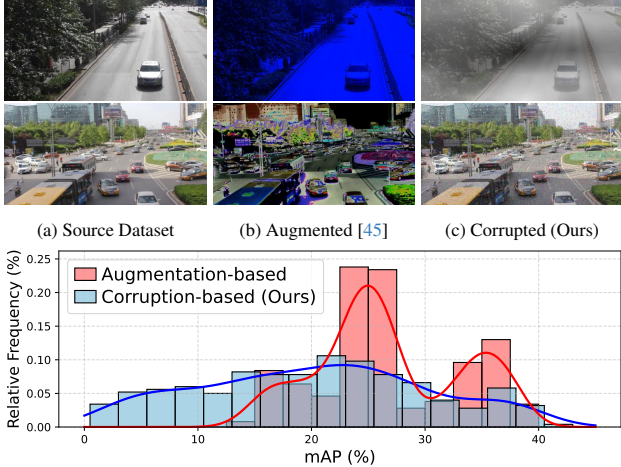 (a) Source Dataset
(b) Augmented [45]
(c) Corrupted (Ours)
Relative Frequency (%)
0.25
0.20
0.15
0.10
0.05
0.00
Augmentation-based
Corruption-based (Ours)
0
10
20
30
40
mAP (%)